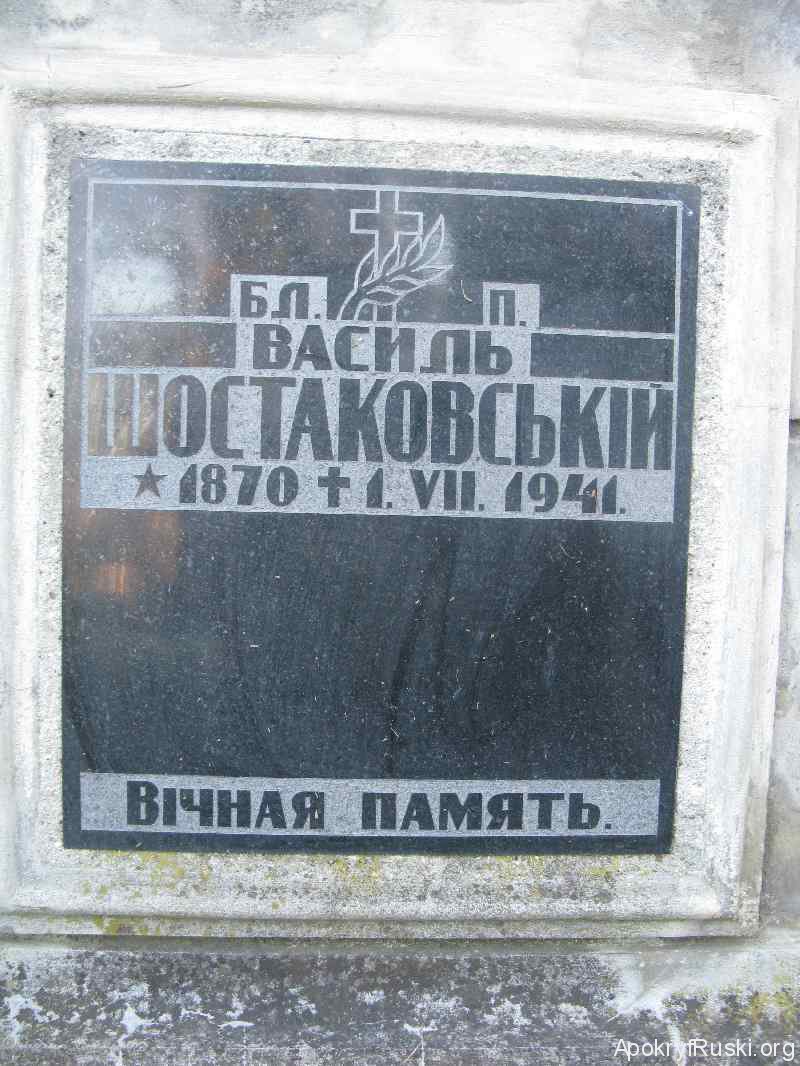 БЛ. П.
ВАСИЛЬ
ШОСТАКОВСЬКІЙ
★ 1870 ✝ 1. VII. 1941.
ВІЧНАЯ ПАМЯТЬ.
ApokryfRuski.org